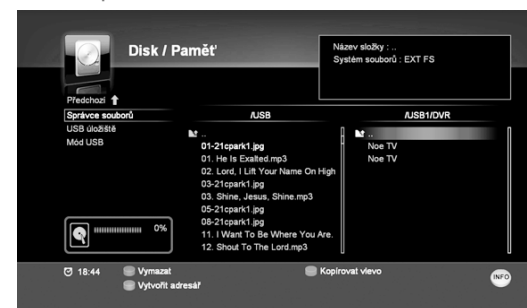 Disk / Paměť
Název složky : ..
Systém souborů : EXT FS
Předchozí
Správce souborů
USB úložiště
Mód USB
/USB
..
01-21cpark1.jpg
01. He Is Exalted.mp3
02. Lord, I Lift Your Name On High
03-21cpark1.jpg
03. Shine, Jesus, Shine.mp3
05-21cpark1.jpg
08-21cpark1.jpg
11. I Want To Be Where You Are.
12. Shout To The Lord.mp3
/USB1/DVR
..
Noe TV
Noe TV
0%
18:44
Vymazat
Kopírovat vlevo
INFO
Vytvořit adresář